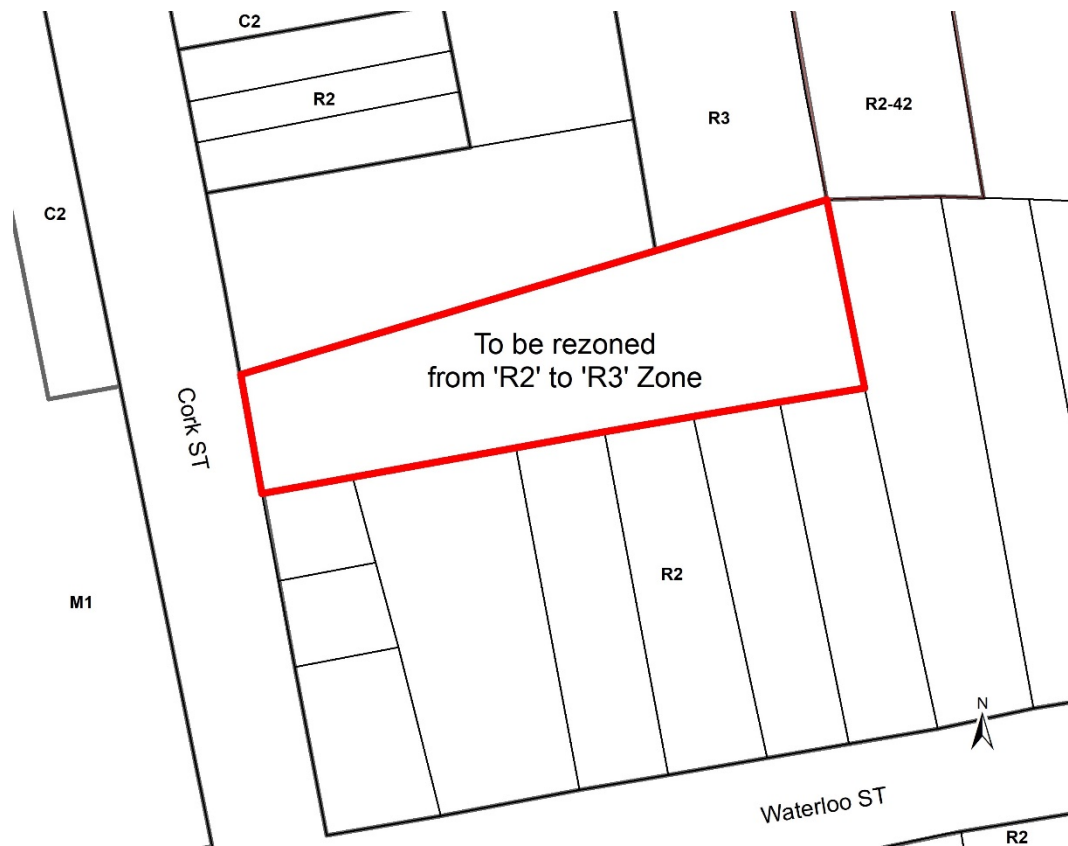 C2
R2
R3
R2-42
C2
To be rezoned
from 'R2' to 'R3' Zone
Cork ST
R2
M1
N
Waterloo ST
R2